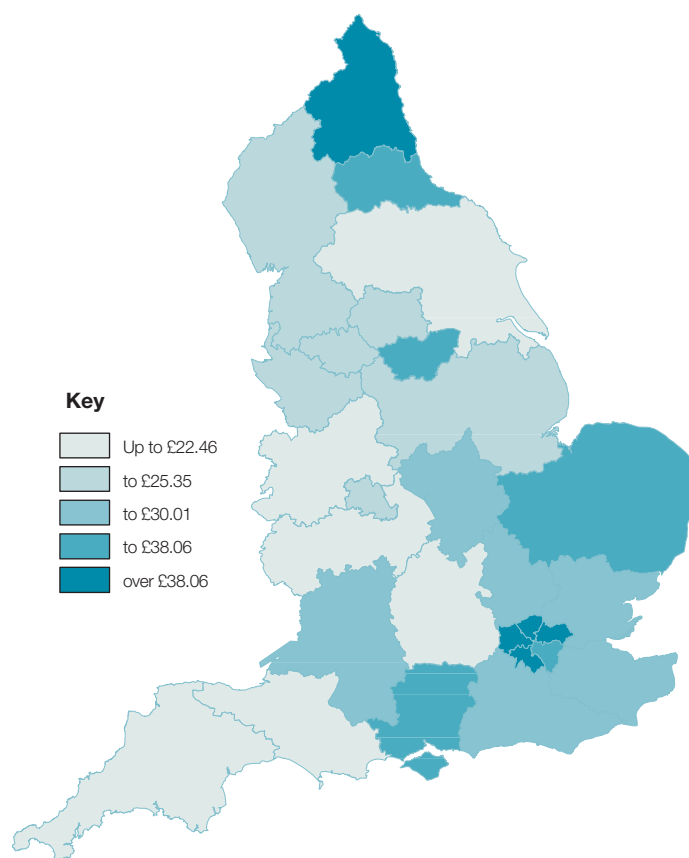 Key
Up to £22.46
to £25.35
to £30.01
to £38.06
over £38.06